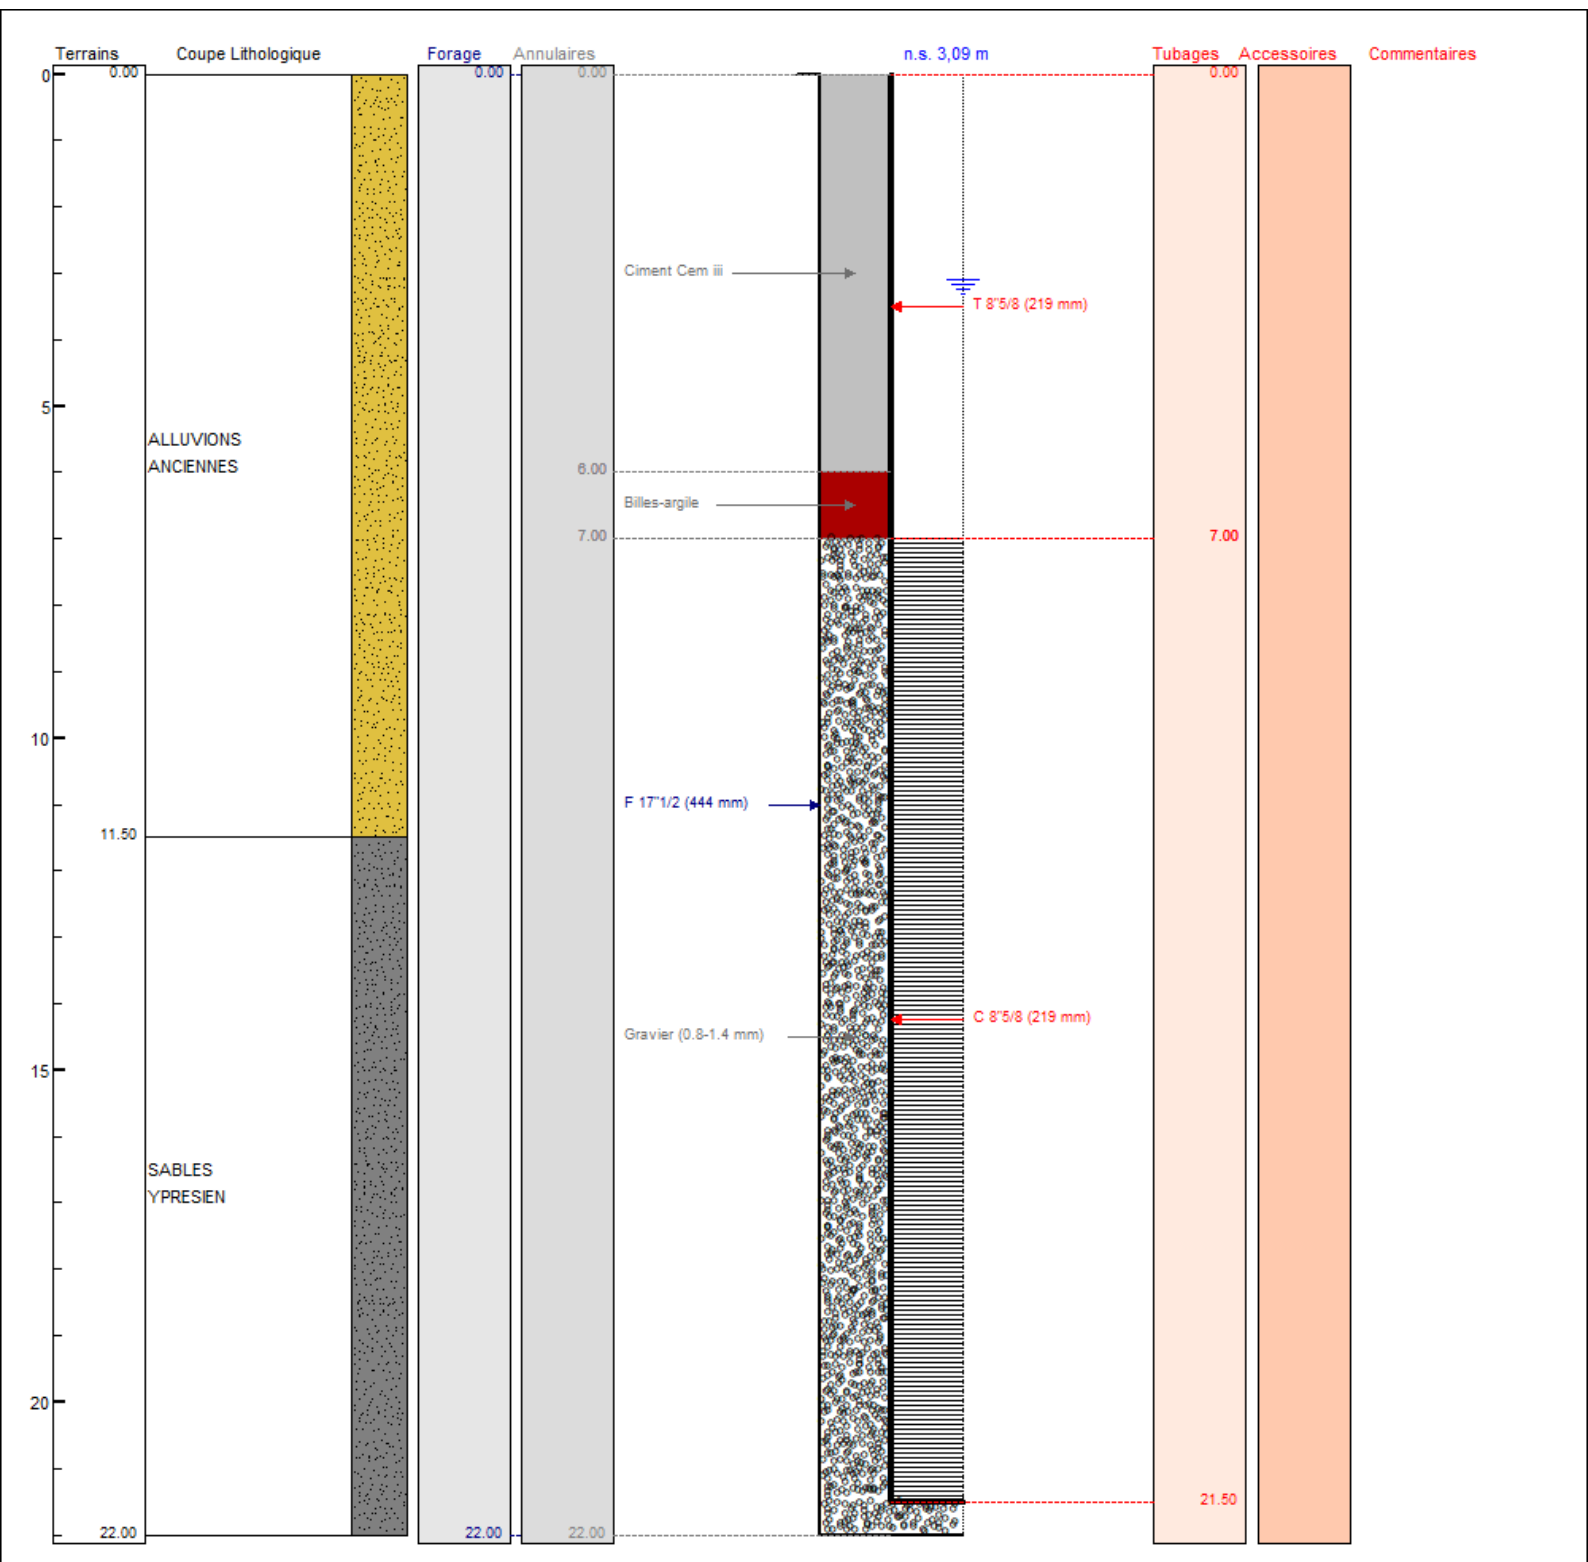 Terrains Coupe Lithologique Forage Annulaires n.s. 3,09 m Tubages Accessoires Commentaires
0 0.00 0.00 0.00 0.00
Ciment Cem iii
T 8"5/8 (219 mm)
5
ALLUVIONS
ANCIENNES
6.00
Billes-argile
7.00 7.00
10
F 17"1/2 (444 mm)
11.50
C 8"5/8 (219 mm)
Gravier (0.8-1.4 mm)
15
SABLES
YPRESIEN
20
21.50
22.00 22.00 22.00